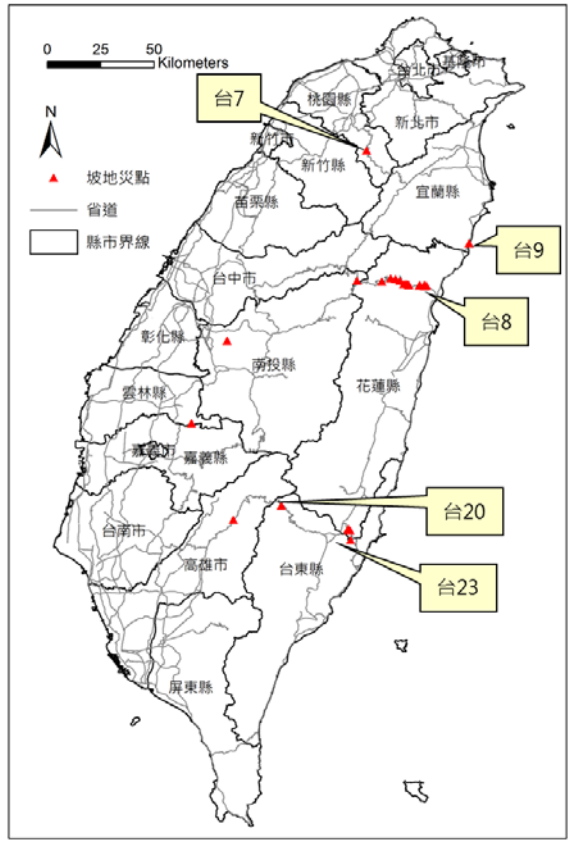 0 25 50
Kilometers
N
坡地災點
省道
縣市界線
台7
台9
台8
台20
台23
基隆市
台北市
桃園縣
新北市
新竹市
新竹縣
宜蘭縣
苗栗縣
台中市
彰化縣
南投縣
花蓮縣
雲林縣
嘉義市
嘉義縣
台南市
高雄市
台東縣
屏東縣